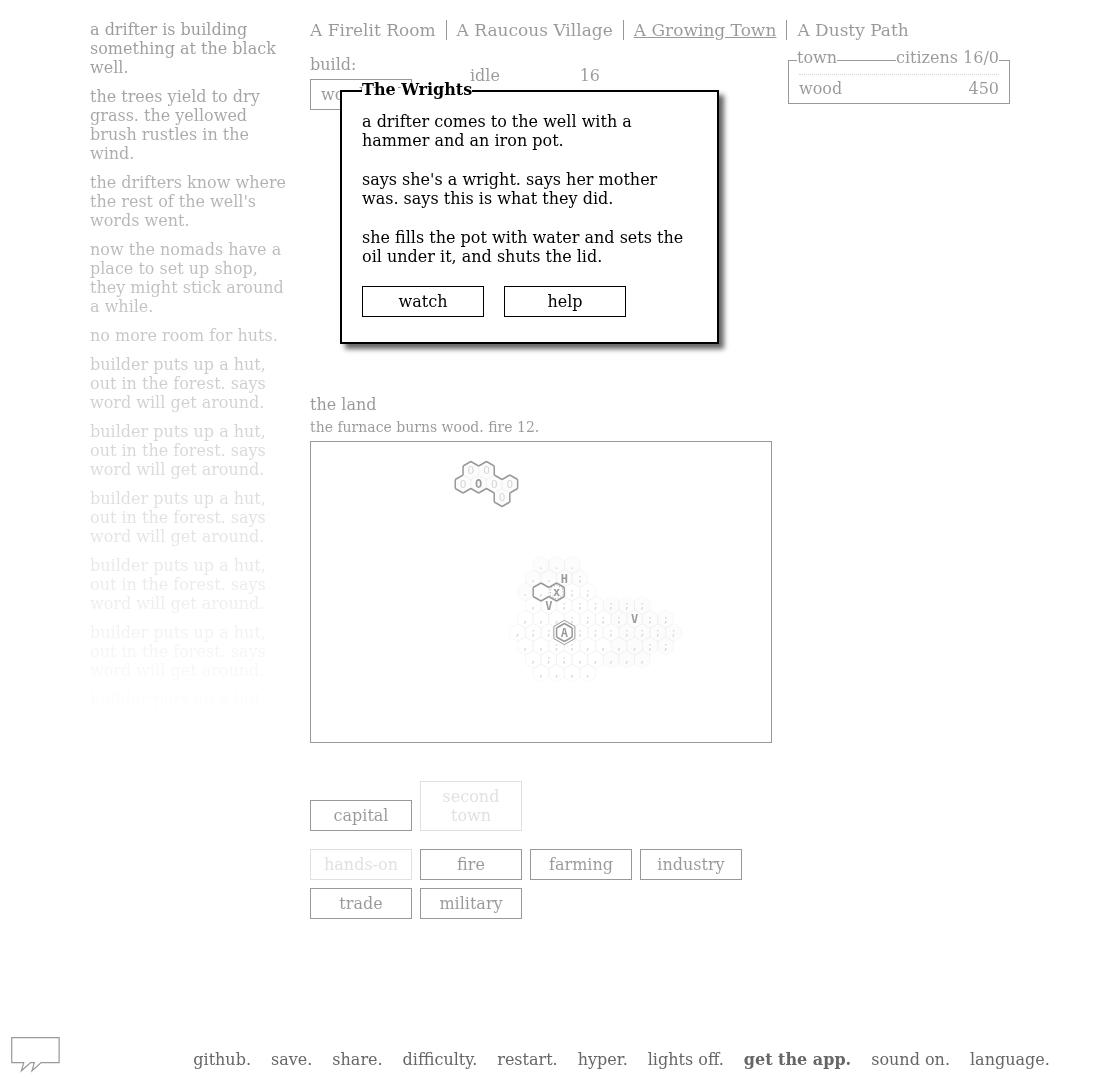 a drifter is building
something at the black
well.
the trees yield to dry
grass. the yellowed
brush rustles in the
wind.
the drifters know where
the rest of the well's
words went.
now the nomads have a
place to set up shop,
they might stick around
a while.
no more room for huts.
builder puts up a hut,
out in the forest. says
word will get around.
builder puts up a hut,
out in the forest. says
word will get around.
builder puts up a hut,
out in the forest. says
word will get around.
builder puts up a hut,
out in the forest. says
word will get around.
builder puts up a hut,
out in the forest. says
word will get around.
builder puts up a hut,
A Firelit Room | A Raucous Village | A Growing Town | A Dusty Path
build:
idle 16
town citizens 16/0
wood 450
The Wrights
a drifter comes to the well with a
hammer and an iron pot.
says she's a wright. says her mother
was. says this is what they did.
she fills the pot with water and sets the
oil under it, and shuts the lid.
watch help
the land
the furnace burns wood. fire 12.
H
x
V
V
A
capital
second
town
hands-on fire farming industry
trade military
github. save. share. difficulty. restart. hyper. lights off. get the app. sound on. language.